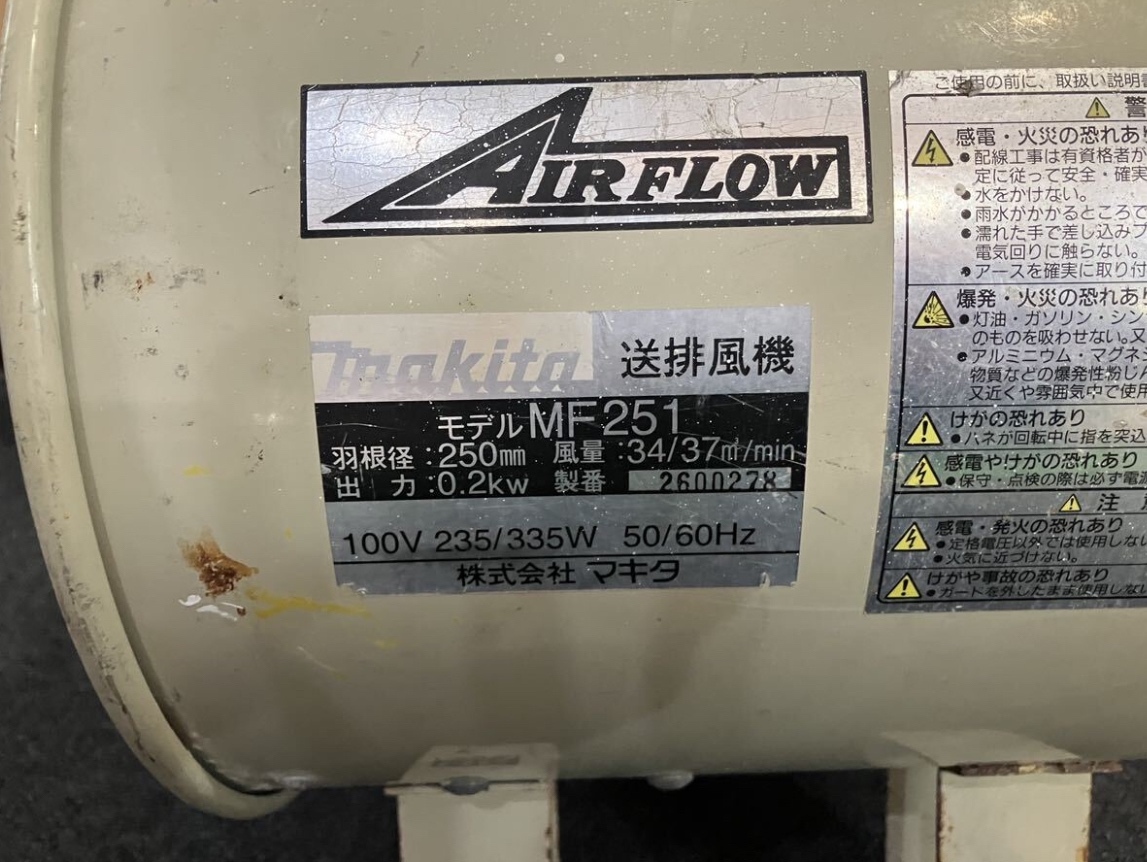 AIRFLOW
makita 送排風機
モデル MF251
羽根径:250mm 風量:34/37㎥/min
出 力:0.2kw 製番 2600278
100V 235/335W 50/60Hz
株式会社 マキタ
ご使用の前に、取扱い説明
警
感電・火災の恐れあ
●配線工事は有資格者が
定に従って安全・確実
●水をかけない。
●雨水がかかるところで
●濡れた手で差し込みプ
電気回りに触らない。
●アースを確実に取り付
爆発・火災の恐れあり
●灯油・ガソリン・シン
のものを吸わせない。又
●アルミニウム・マグネ
物質などの爆発性粉じん
又近くや雰囲気中で使用
けがの恐れあり
●ハネが回転中に指を突込
感電やけがの恐れあり
●保守・点検の際は必ず電源
注
感電・発火の恐れあり
●定格電圧以外では使用しない
●火気に近づけない。
けがや事故の恐れあり
●ガードを外したまま使用しない